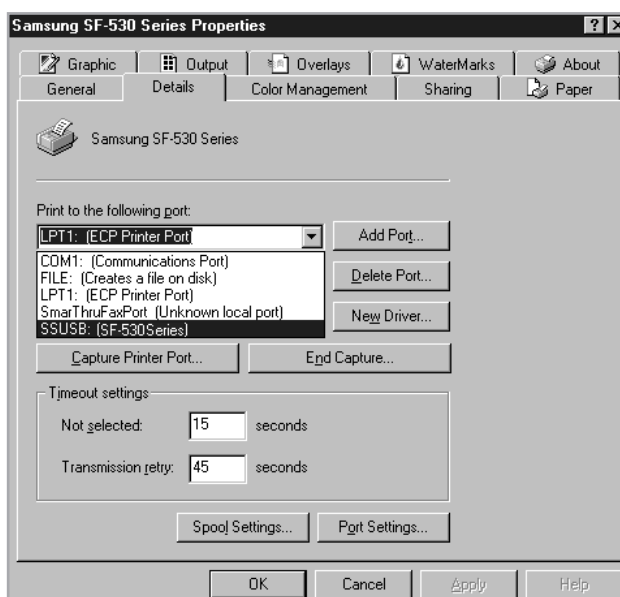 Samsung SF-530 Series Properties
Graphic Output Overlays WaterMarks About
General Details Color Management Sharing Paper
Samsung SF-530 Series
Print to the following port:
LPT1: (ECP Printer Port) Add Port...
COM1: (Communications Port)
FILE: (Creates a file on disk) Delete Port...
LPT1: (ECP Printer Port)
SmarThruFaxPort (Unknown local port) New Driver...
SSUSB: (SF-530Series)
Capture Printer Port... End Capture...
Timeout settings
Not selected: 15 seconds
Transmission retry: 45 seconds
Spool Settings... Port Settings...
OK Cancel Apply Help